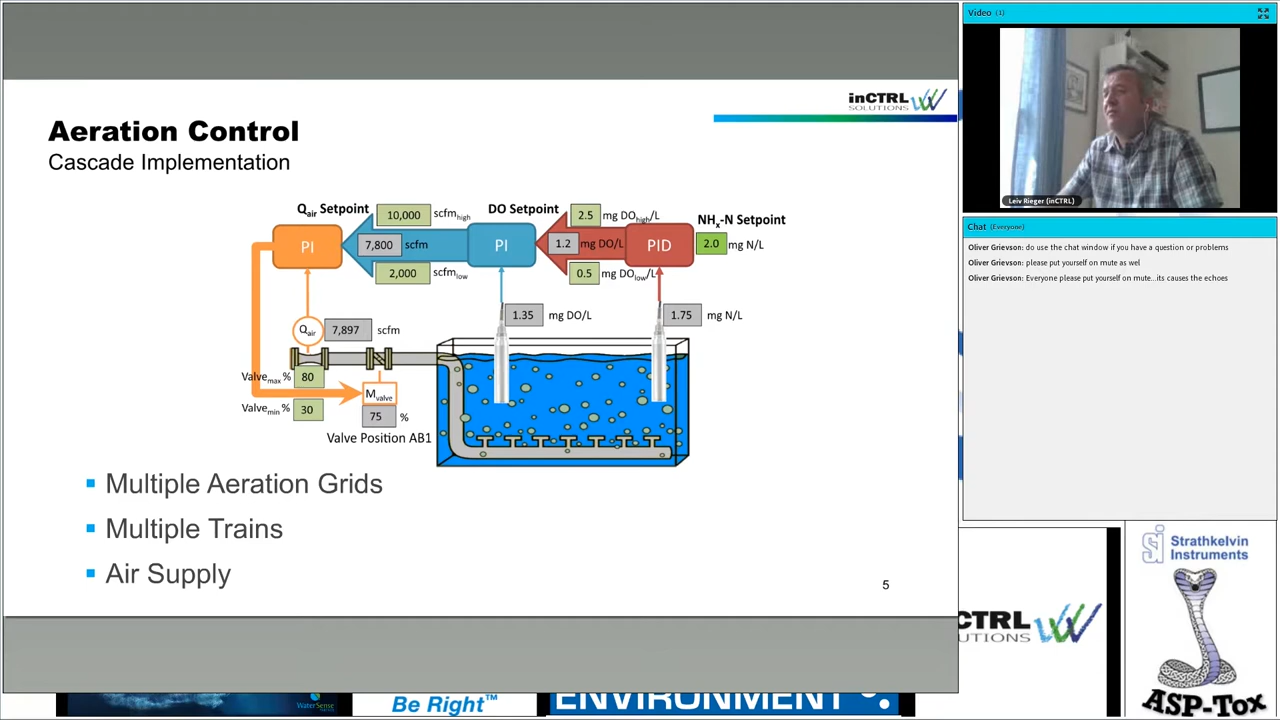 inCTRL
SOLUTIONS
Aeration Control
Cascade Implementation
Qair Setpoint
10,000 scfmhigh
DO Setpoint
2.5 mg DOhigh/L
NHx-N Setpoint
PI
7,800 scfm
PI
1.2 mg DO/L
PID
2.0 mg N/L
2,000 scfmlow
0.5 mg DOlow/L
1.35 mg DO/L
1.75 mg N/L
Qair 7,897 scfm
Valvemax % 80
Mvalve
Valvemin % 30
75 %
Valve Position AB1
Multiple Aeration Grids
Multiple Trains
Air Supply
5
Video (1)
Leiv Rieger (inCTRL)
Chat (Everyone)
Oliver Grievson: do use the chat window if you have a question or problems
Oliver Grievson: please put yourself on mute as wel
Oliver Grievson: Everyone please put yourself on mute...its causes the echoes
CTRL
UTIONS
Strathkelvin
Instruments
ASP-Tox
WaterSense
Be Right™
ENVIRONMENT